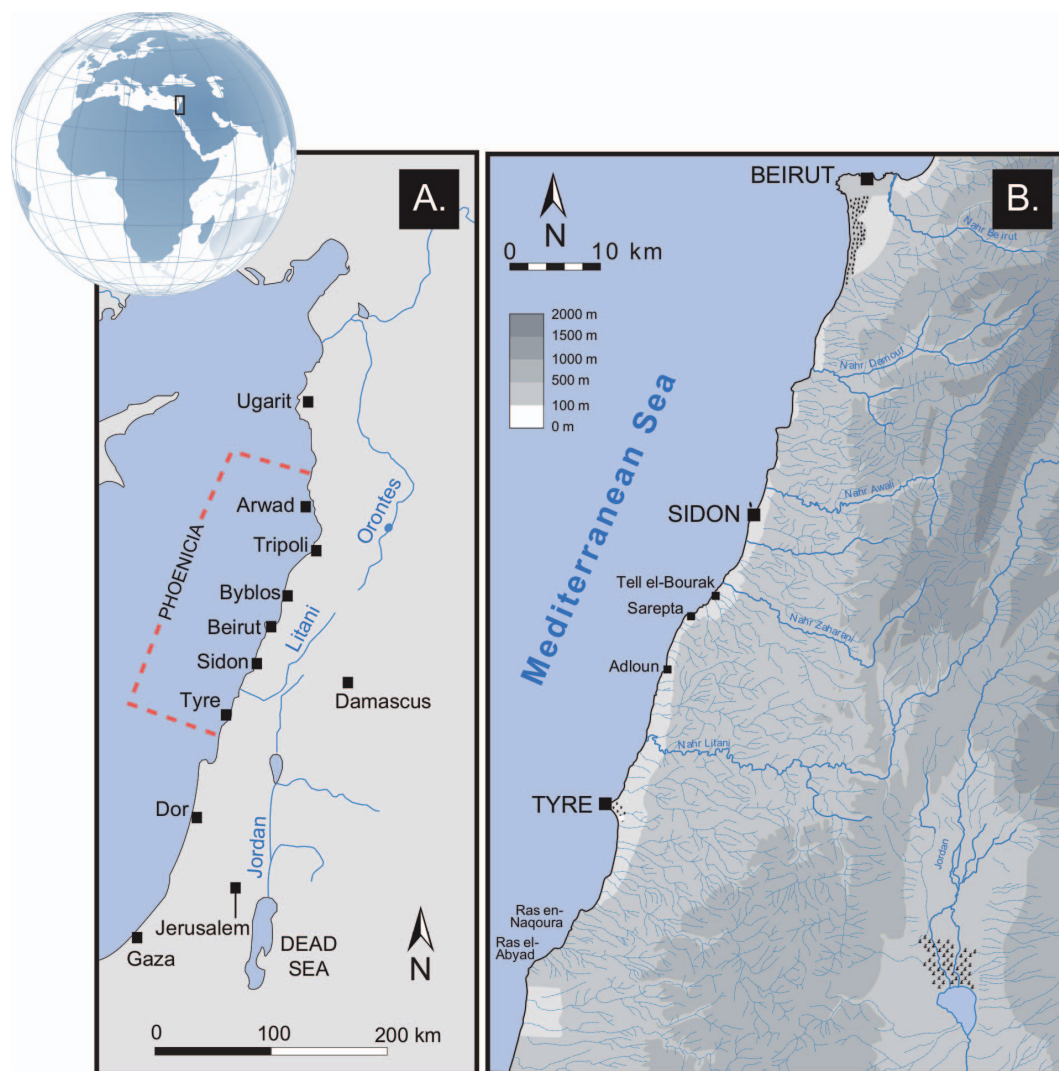 A.
Ugarit
Arwad
Tripoli
Byblos
Beirut
Sidon
Tyre
PHOENICIA
Orontes
Litani
Damascus
Dor
Jordan
Jerusalem
DEAD
SEA
Gaza
N
0 100 200 km
B.
BEIRUT
N
0 10 km
2000 m
1500 m
1000 m
500 m
100 m
0 m
Mediterranean Sea
Nahr Beirut
Nahr Damour
Nahr Awali
SIDON
Tell el-Bourak
Sarepta
Nahr Zaharani
Adloun
Nahr Litani
TYRE
Jordan
Ras en-
Naqoura
Ras el-
Abyad